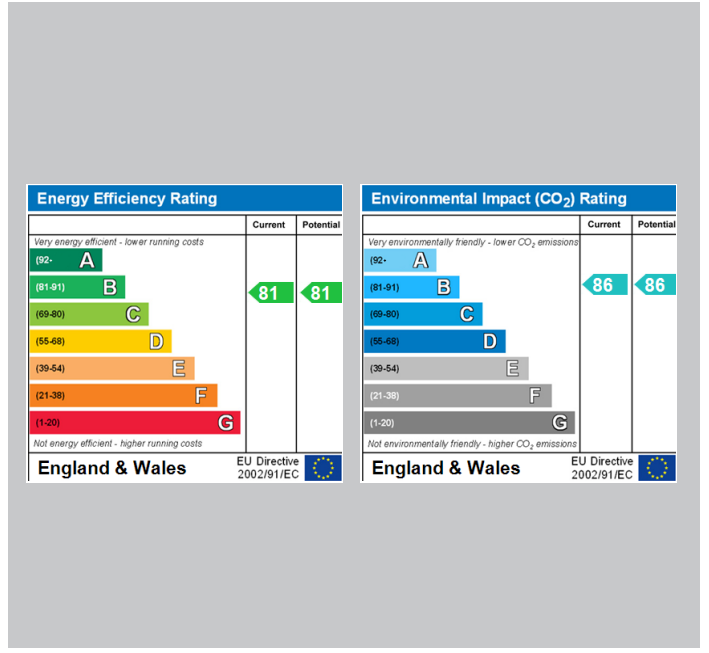 Energy Efficiency Rating
Current Potential
Very energy efficient - lower running costs
(92- A
(81-91) B
81 81
(69-80) C
(55-68) D
(39-54) E
(21-38) F
(1-20) G
Not energy efficient - higher running costs
England & Wales
EU Directive
2002/91/EC
Environmental Impact (CO2) Rating
Current Potential
Very environmentally friendly - lower CO2 emissions
(92- A
(81-91) B
86 86
(69-80) C
(55-68) D
(39-54) E
(21-38) F
(1-20) G
Not environmentally friendly - higher CO2 emissions
England & Wales
EU Directive
2002/91/EC